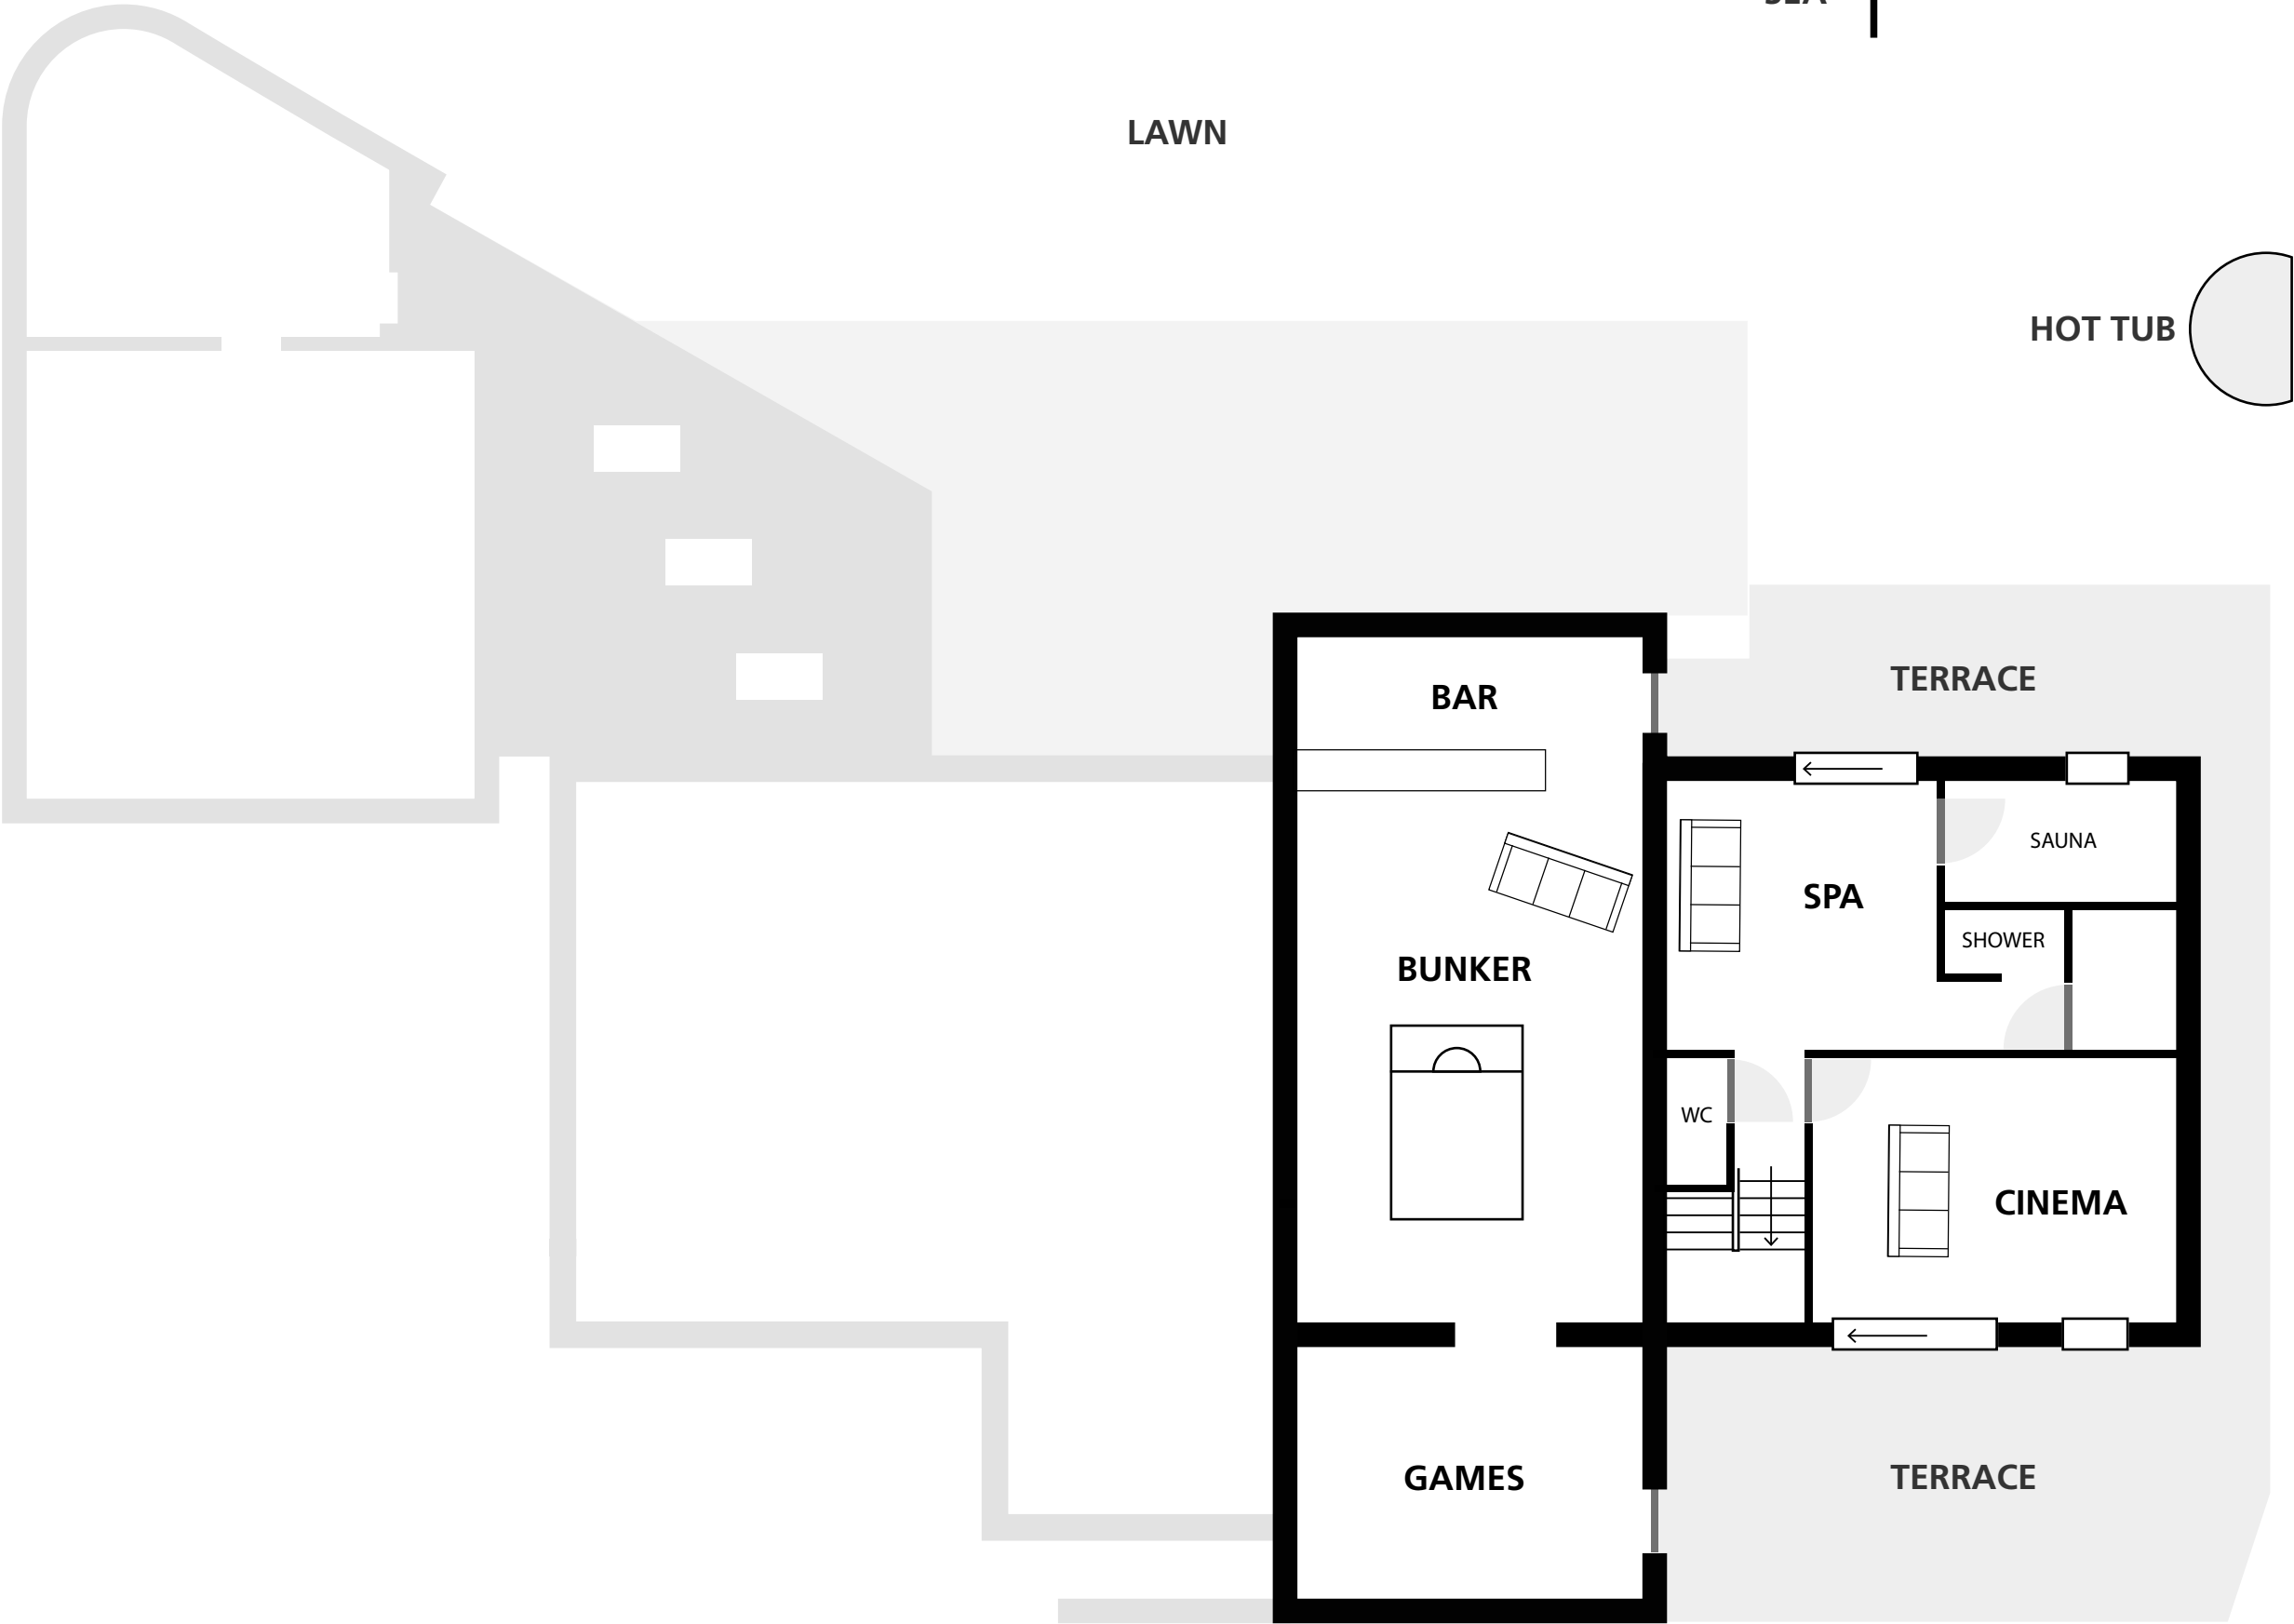 LAWN
HOT TUB
TERRACE
BAR
SAUNA
SPA
SHOWER
BUNKER
WC
CINEMA
GAMES
TERRACE